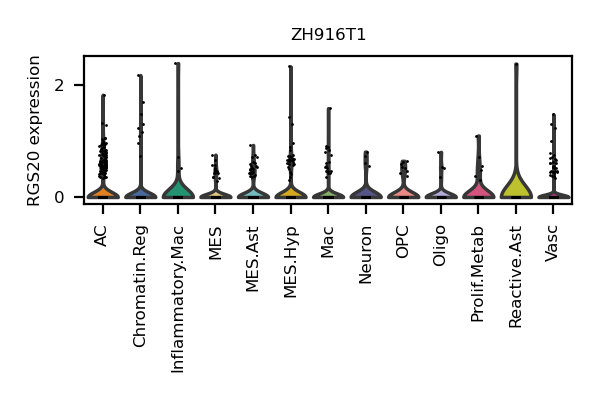 ZH916T1
RGS20 expression
2
0
AC
Chromatin.Reg
Inflammatory.Mac
MES
MES.Ast
MES.Hyp
Mac
Neuron
OPC
Oligo
Prolif.Metab
Reactive.Ast
Vasc